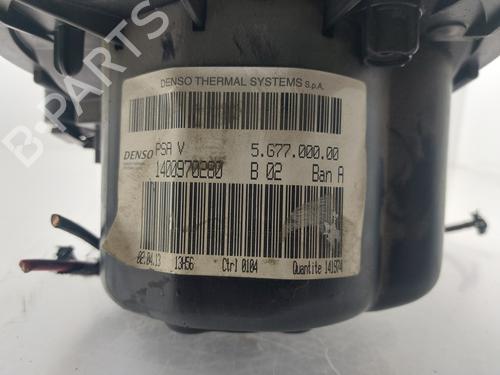 DENSO THERMAL SYSTEMS S.p.A.
PSA V 5.G77.000.00
DENSO
1400970280 B 02 Ban A
02.04.13 13H56 Ctrl 0104 Quantite 141974
B-PARTS